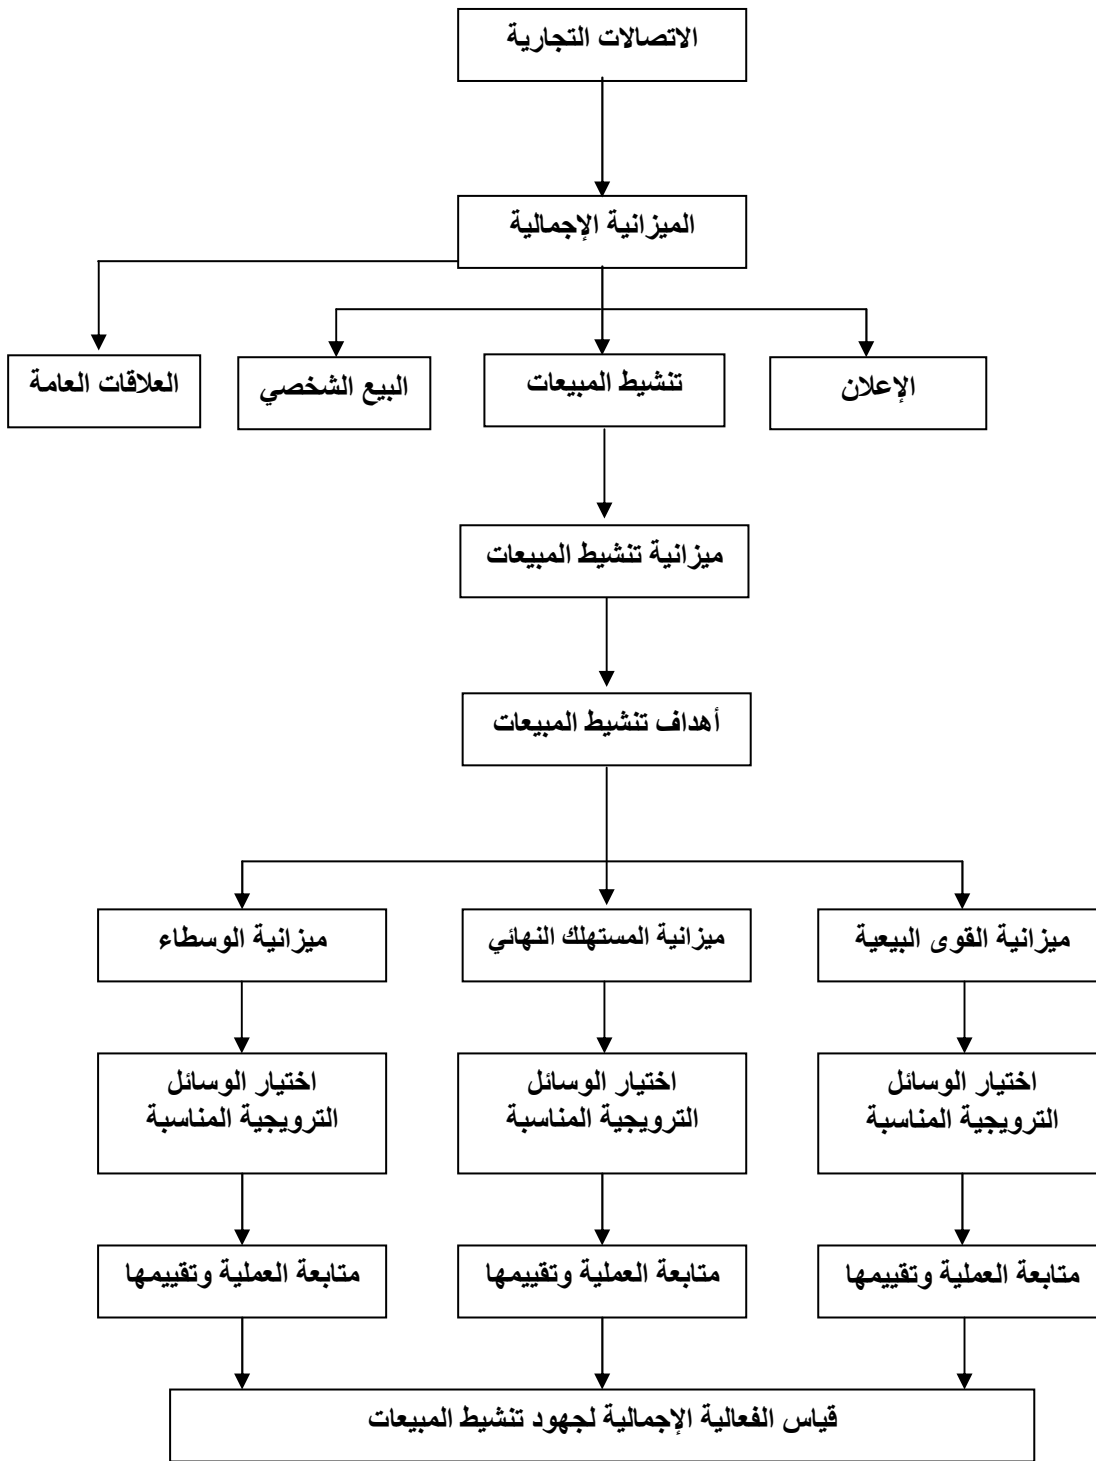 الاتصالات التجارية
الميزانية الإجمالية
الإعلان
تنشيط المبيعات
البيع الشخصي
العلاقات العامة
ميزانية تنشيط المبيعات
أهداف تنشيط المبيعات
ميزانية القوى البيعية
ميزانية المستهلك النهائي
ميزانية الوسطاء
اختيار الوسائل
الترويجية المناسبة
اختيار الوسائل
الترويجية المناسبة
اختيار الوسائل
الترويجية المناسبة
متابعة العملية وتقييمها
متابعة العملية وتقييمها
متابعة العملية وتقييمها
قياس الفعالية الإجمالية لجهود تنشيط المبيعات